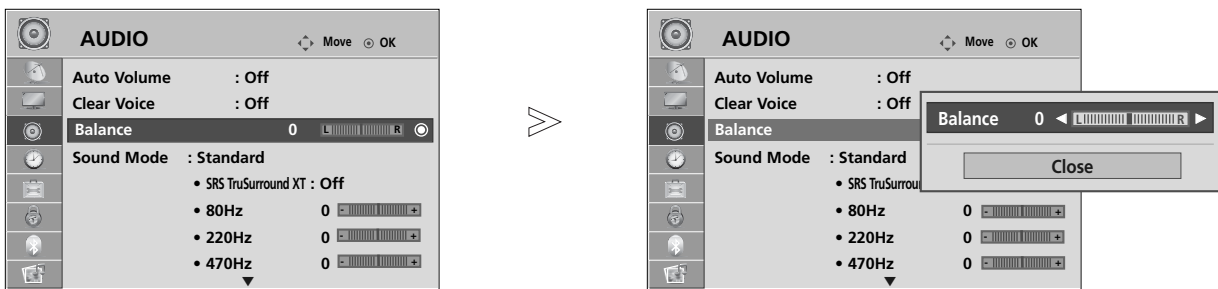 AUDIO Move OK
Auto Volume : Off
Clear Voice : Off
Balance 0 L R
Sound Mode : Standard
• SRS TruSurround XT : Off
• 80Hz 0 - +
• 220Hz 0 - +
• 470Hz 0 - +
AUDIO Move OK
Auto Volume : Off
Clear Voice : Off
Balance
Sound Mode : Standard
• SRS TruSurrou
• 80Hz 0 - +
• 220Hz 0 - +
• 470Hz 0 - +
Balance 0 L R
Close